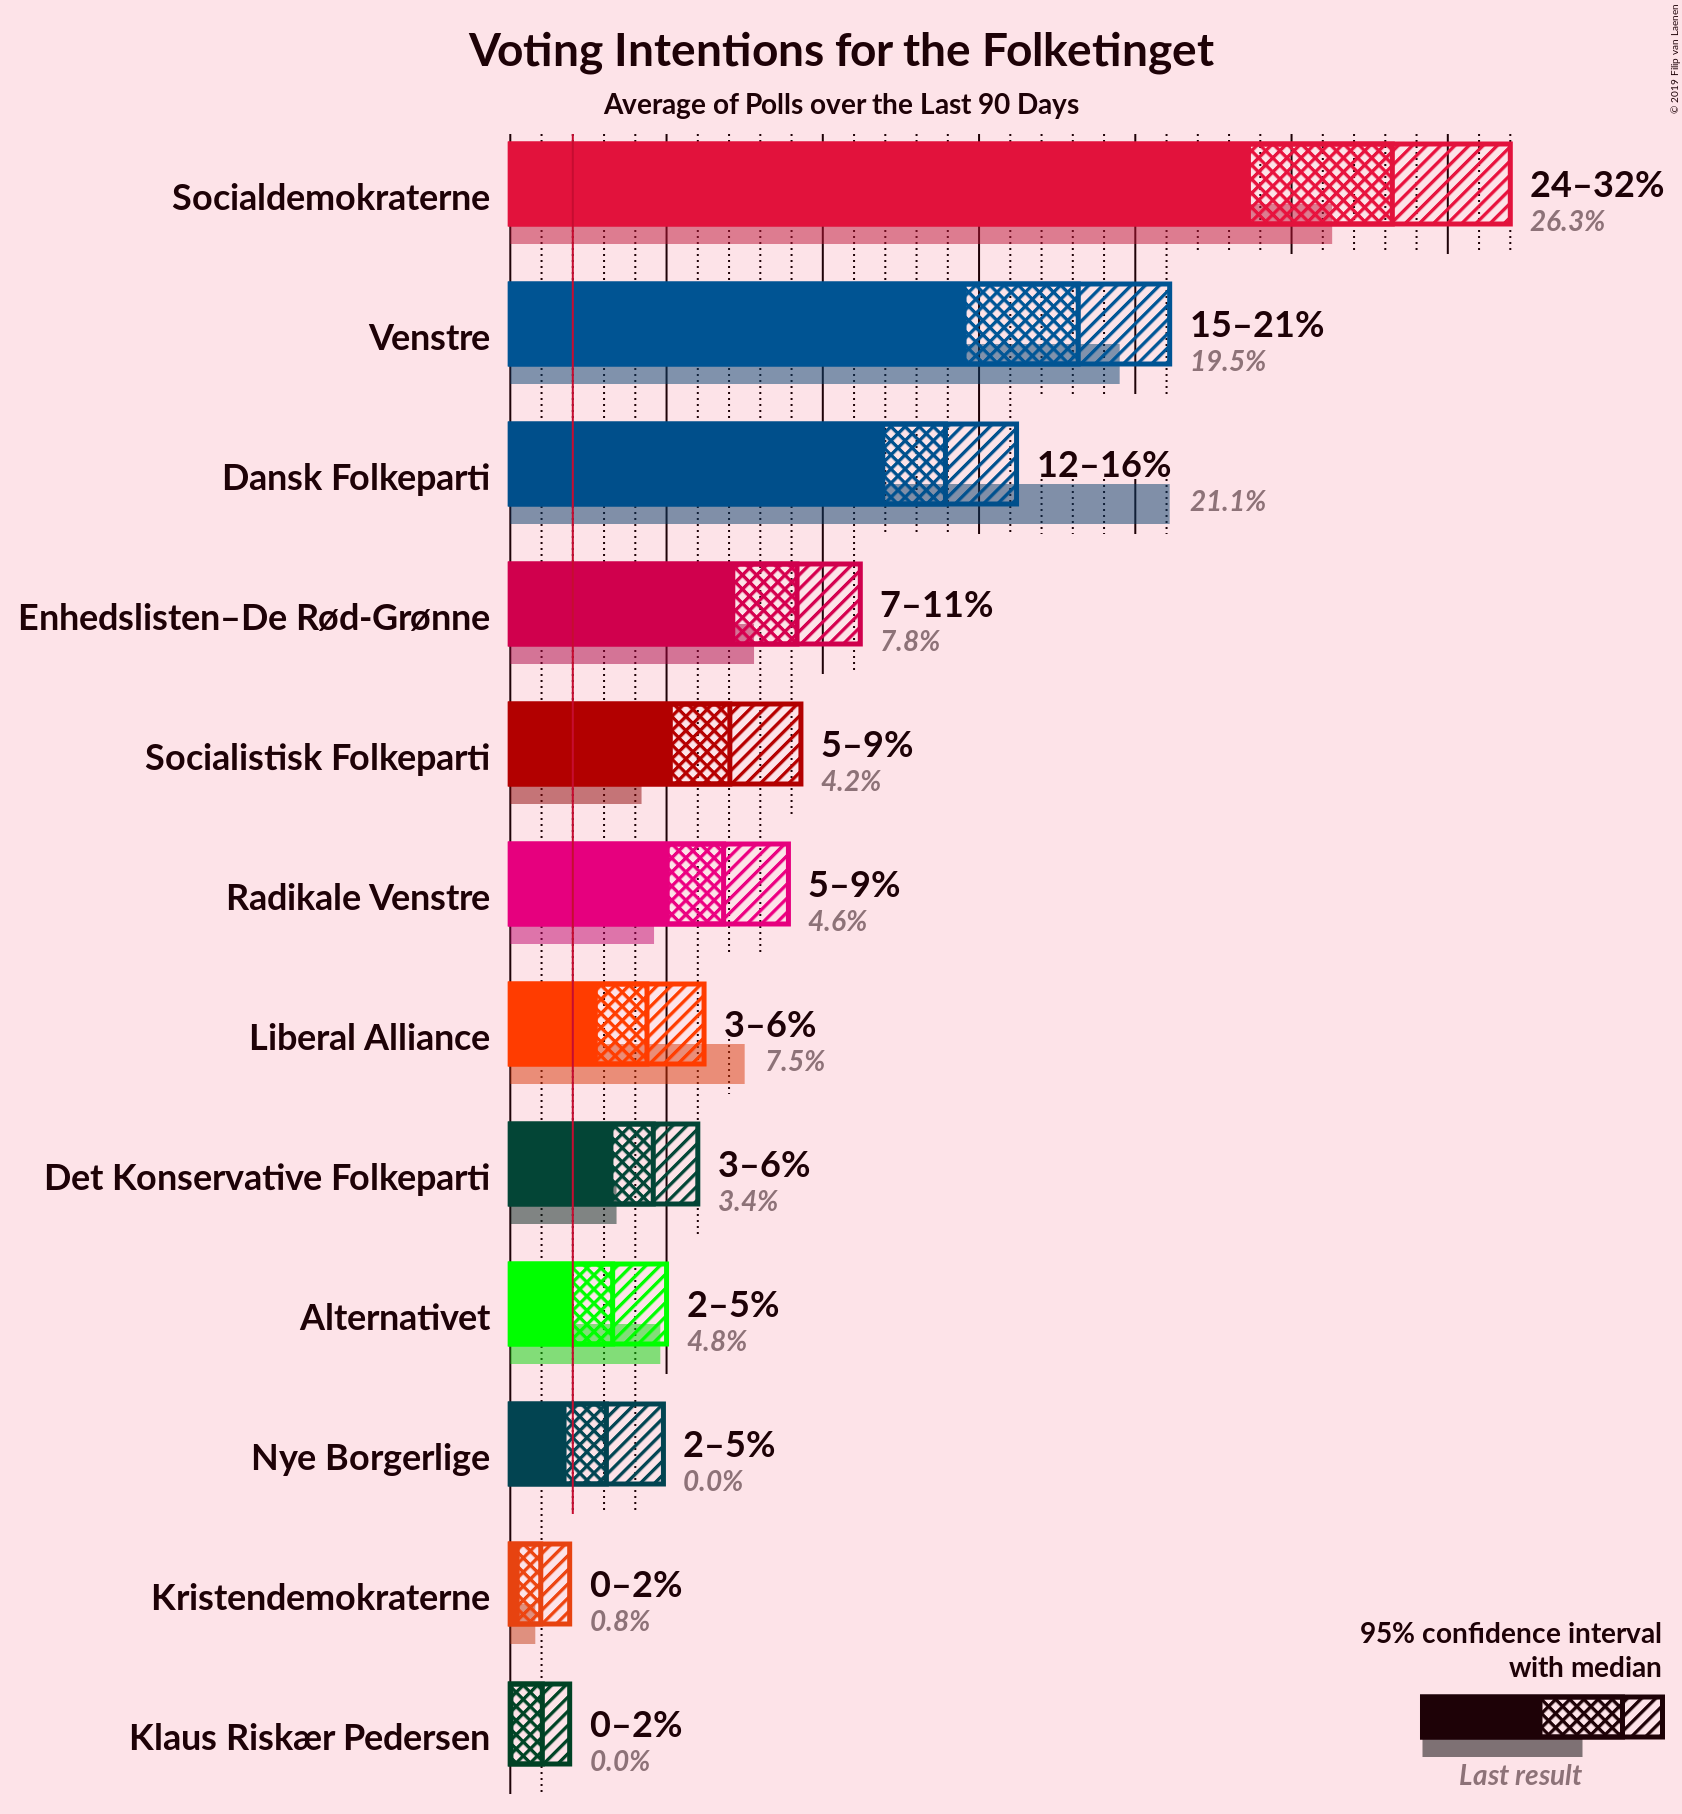 © 2019 Filip van Laenen
Voting Intentions for the Folketinget
Average of Polls over the Last 90 Days
Socialdemokraterne
24–32%
26.3%
Venstre
15–21%
19.5%
Dansk Folkeparti
12–16%
21.1%
Enhedslisten–De Rød-Grønne
7–11%
7.8%
Socialistisk Folkeparti
5–9%
4.2%
Radikale Venstre
5–9%
4.6%
Liberal Alliance
3–6%
7.5%
Det Konservative Folkeparti
3–6%
3.4%
Alternativet
2–5%
4.8%
Nye Borgerlige
2–5%
0.0%
Kristendemokraterne
0–2%
0.8%
Klaus Riskær Pedersen
0–2%
0.0%
95% confidence interval
with median
Last result